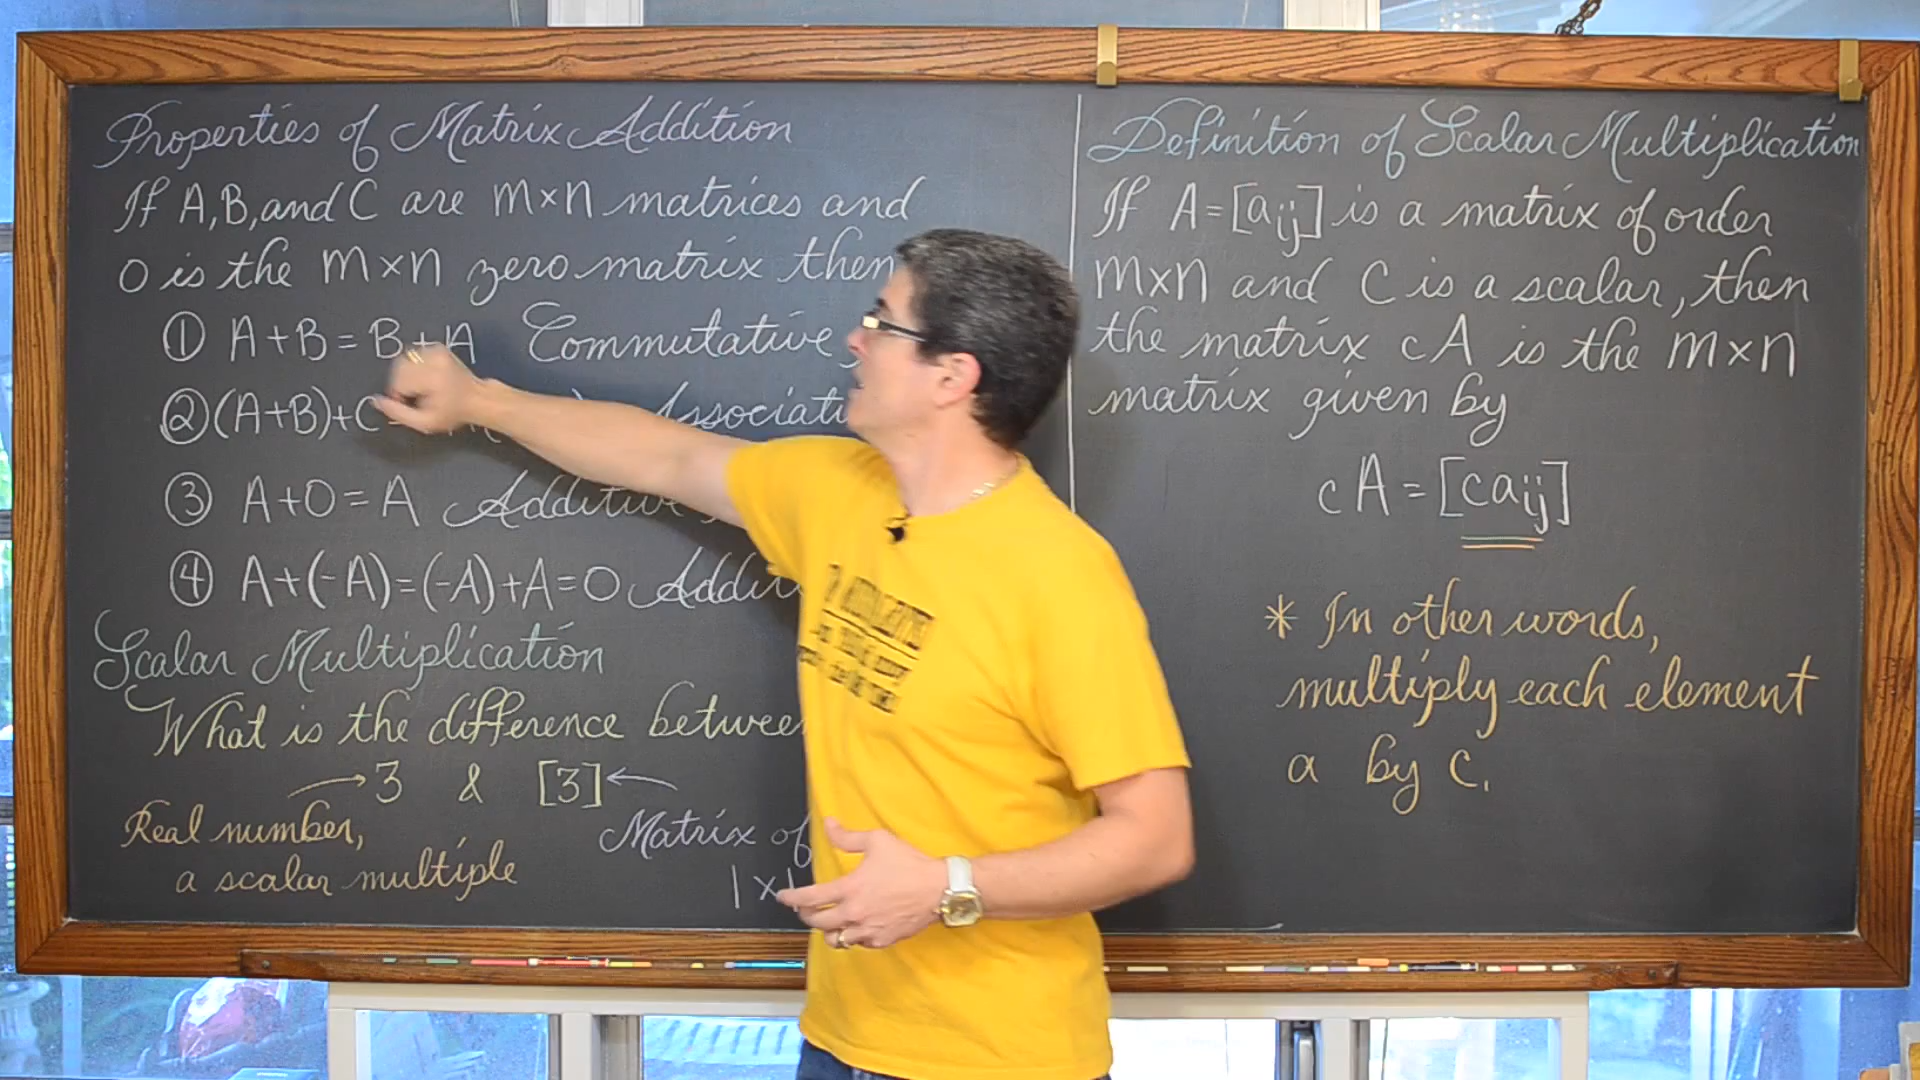 Properties of Matrix Addition
If A, B, and C are m×n matrices and
0 is the m×n zero matrix then
① A+B=B+A Commutative
② (A+B)+C
③ A+0=A Additive
④ A+(-A)=(-A)+A=0
Scalar Multiplication
What is the difference
3 & [3]
Real number,
a scalar multiple
Matrix of
1×1
Definition of Scalar Multiplication
If A=[aij] is a matrix of order
m×n and c is a scalar, then
the matrix cA is the m×n
matrix given by
cA=[caij]
* In other words,
multiply each element
a by c.